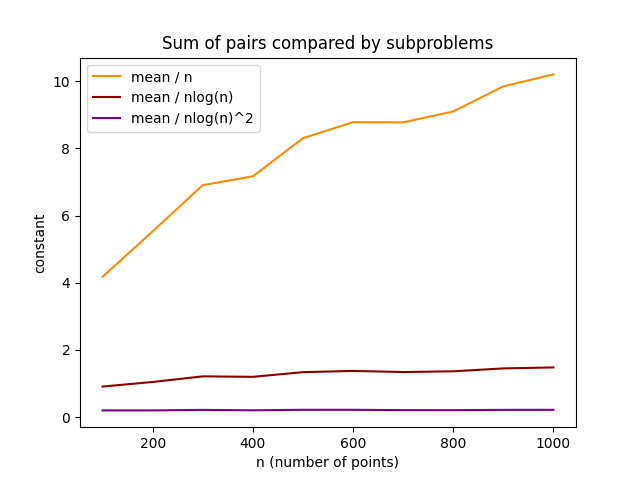 Sum of pairs compared by subproblems
mean / n
mean / nlog(n)
mean / nlog(n)^2
10
8
6
4
2
0
constant
200 400 600 800 1000
n (number of points)